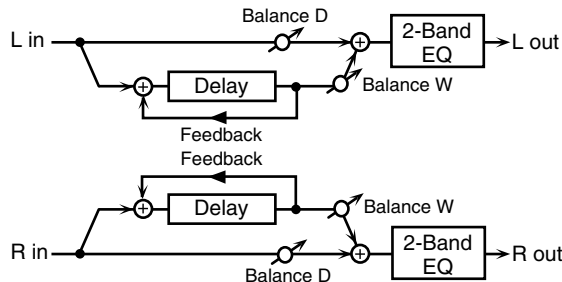 Balance D
L in
2-Band
EQ
L out
Delay
Balance W
Feedback
Feedback
Delay
Balance W
R in
2-Band
EQ
R out
Balance D